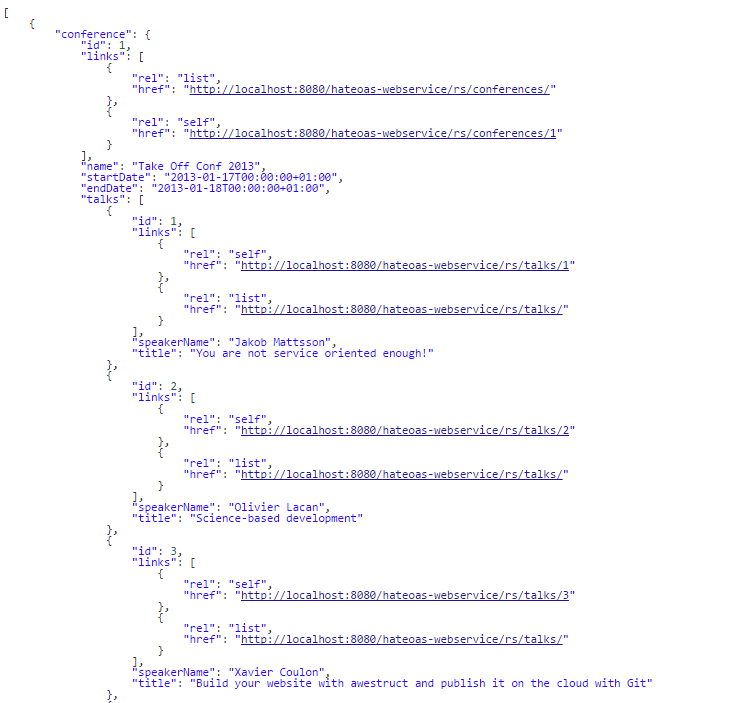 [
    {
        "conference": {
            "id": 1,
            "links": [
                {
                    "rel": "list",
                    "href": "http://localhost:8080/hateoas-webservice/rs/conferences/"
                },
                {
                    "rel": "self",
                    "href": "http://localhost:8080/hateoas-webservice/rs/conferences/1"
                }
            ],
            "name": "Take Off Conf 2013",
            "startDate": "2013-01-17T00:00:00+01:00",
            "endDate": "2013-01-18T00:00:00+01:00",
            "talks": [
                {
                    "id": 1,
                    "links": [
                        {
                            "rel": "self",
                            "href": "http://localhost:8080/hateoas-webservice/rs/talks/1"
                        },
                        {
                            "rel": "list",
                            "href": "http://localhost:8080/hateoas-webservice/rs/talks/"
                        }
                    ],
                    "speakerName": "Jakob Mattsson",
                    "title": "You are not service oriented enough!"
                },
                {
                    "id": 2,
                    "links": [
                        {
                            "rel": "self",
                            "href": "http://localhost:8080/hateoas-webservice/rs/talks/2"
                        },
                        {
                            "rel": "list",
                            "href": "http://localhost:8080/hateoas-webservice/rs/talks/"
                        }
                    ],
                    "speakerName": "Olivier Lacan",
                    "title": "Science-based development"
                },
                {
                    "id": 3,
                    "links": [
                        {
                            "rel": "self",
                            "href": "http://localhost:8080/hateoas-webservice/rs/talks/3"
                        },
                        {
                            "rel": "list",
                            "href": "http://localhost:8080/hateoas-webservice/rs/talks/"
                        }
                    ],
                    "speakerName": "Xavier Coulon",
                    "title": "Build your website with awestruct and publish it on the cloud with Git"
                },
                {